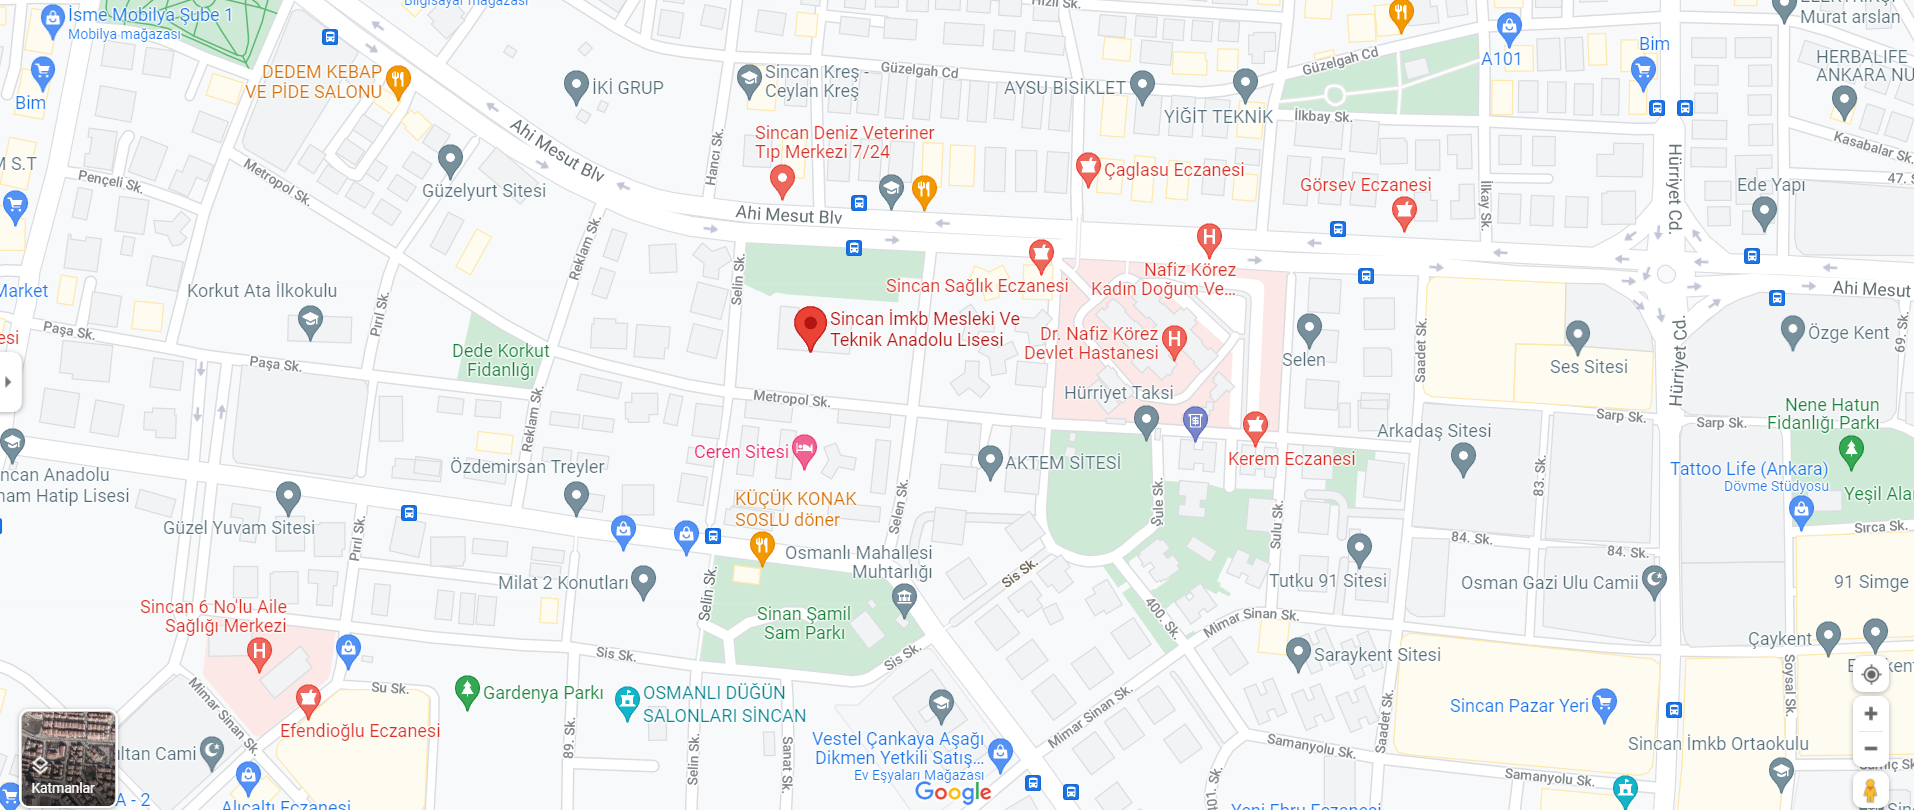 İsme Mobilya Şube 1
Mobilya mağazası
Bilgisayar mağazası
Hızıl Sk.
Murat arslan
A101
Bim
HERBALIFE
ANKARA NU
Bim
DEDEM KEBAP
VE PİDE SALONU
İKİ GRUP
Sincan Kreş -
Ceylan Kreş
Güzelgah Cd
Güzelgah Cd
AYSU BİSİKLET
YİĞİT TEKNİK
İlkbay Sk.
Kasabalar Sk.
47. S
M S.T
Pençeli Sk.
Metropol Sk.
Güzelyurt Sitesi
Ahi Mesut Blv
Hancı Sk.
Sincan Deniz Veteriner
Tıp Merkezi 7/24
Çaglasu Eczanesi
Görsev Eczanesi
İlkay Sk.
Hürriyet Cd.
Ede Yapı
Ahi Mesut Blv
Reklam Sk.
Selin Sk.
Market
Korkut Ata İlkokulu
Pırıl Sk.
Sincan Sağlık Eczanesi
Nafiz Körez
Kadın Doğum Ve...
Ahi Mesut
Paşa Sk.
Paşa Sk.
esi
Dede Korkut
Fidanlığı
Sincan İmkb Mesleki Ve
Teknik Anadolu Lisesi
Dr. Nafiz Körez
Devlet Hastanesi
Selen
Saadet Sk.
Ses Sitesi
Hürriyet Cd.
Özge Kent
69. S
Metropol Sk.
Hürriyet Taksi
Sarp Sk.
Sarp Sk.
Nene Hatun
Fidanlığı Parkı
Reklam Sk.
Ceren Sitesi
AKTEM SİTESİ
Kerem Eczanesi
Arkadaş Sitesi
83. Sk.
Tattoo Life (Ankara)
Dövme Stüdyosu
Yeşil Ala
incan Anadolu
nam Hatip Lisesi
Özdemirsan Treyler
Güzel Yuvam Sitesi
Pırıl Sk.
KÜÇÜK KONAK
SOSLU döner
Selen Sk.
Şule Sk.
Sulu Sk.
84. Sk.
84. Sk.
Sırca Sk.
Osmanlı Mahallesi
Muhtarlığı
Milat 2 Konutları
Selin Sk.
Sis Sk.
Tutku 91 Sitesi
Osman Gazi Ulu Camii
91 Simge
Sincan 6 No'lu Aile
Sağlığı Merkezi
Sinan Şamil
Sam Parkı
400. Sk.
Mimar Sinan Sk.
Çaykent
Sis Sk.
Sis Sk.
Saraykent Sitesi
Soysal Sk.
Su Sk.
Mimar Sinan Sk.
Gardenya Parkı
OSMANLI DÜĞÜN
SALONLARI SİNCAN
Mimar Sinan Sk.
Saadet Sk.
Sincan Pazar Yeri
Efendioğlu Eczanesi
89. Sk.
Selin Sk.
Sanat Sk.
Vestel Çankaya Aşağı
Dikmen Yetkili Satış...
Ev Eşyaları Mağazası
Samanyolu Sk.
Samanyolu Sk.
Sincan İmkb Ortaokulu
ultan Cami
Katmanlar
A - 2
Alıcaltı Eczanesi
Google
101. Sk.
Yeni Ebru Eczanesi